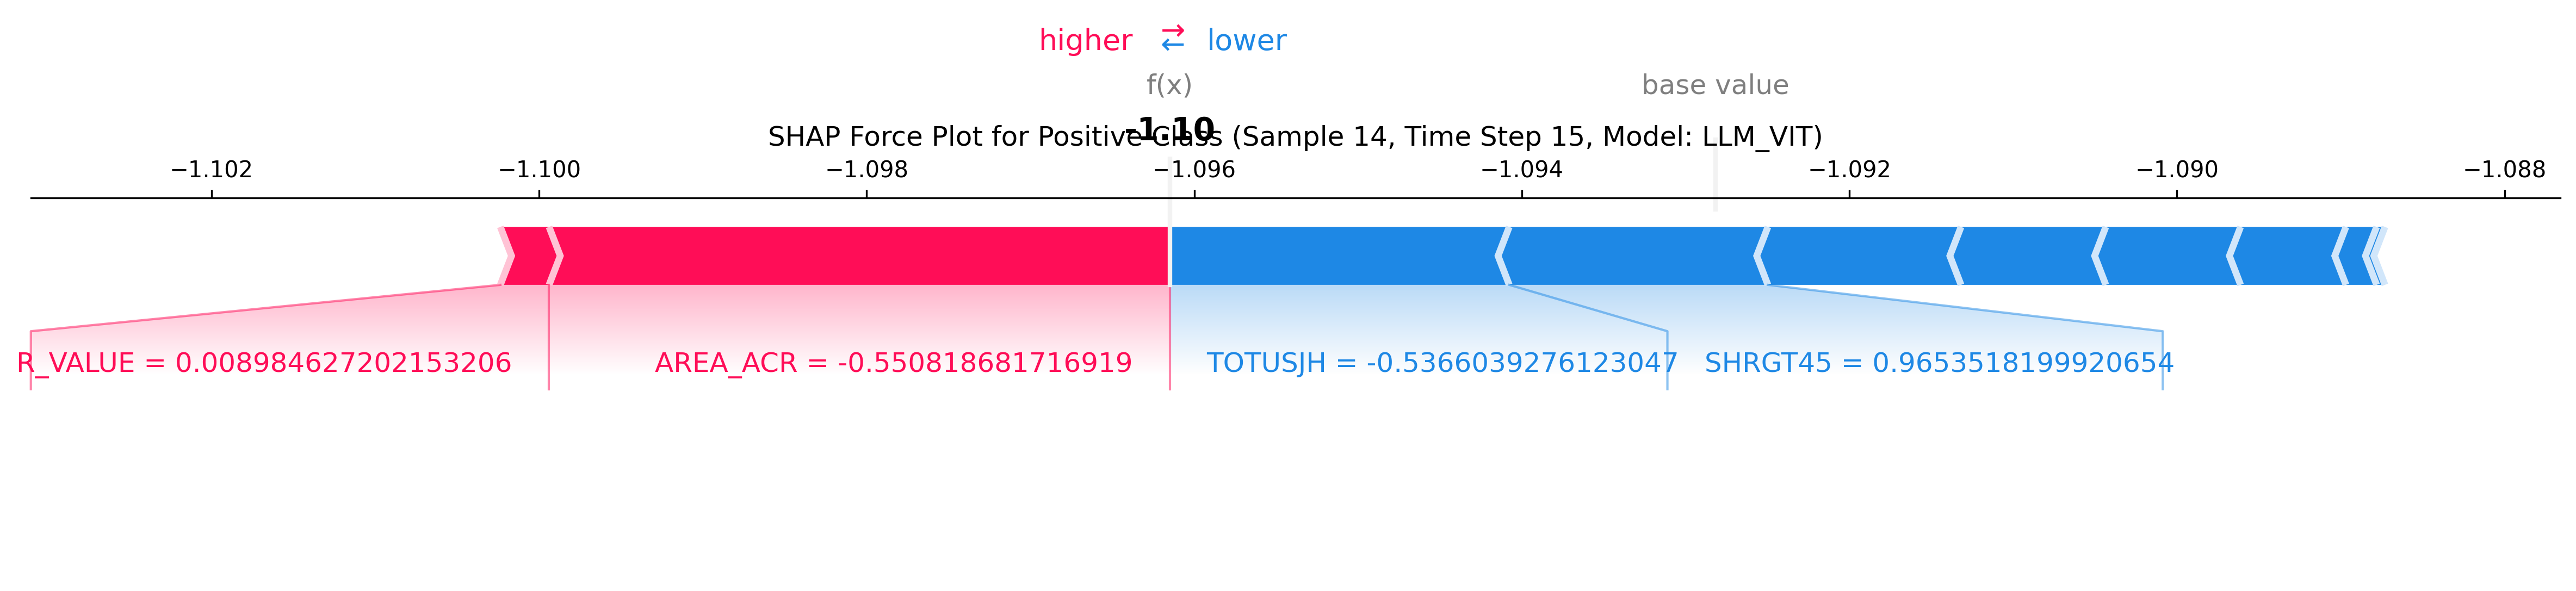 higher ⇄ lower
f(x) base value
-1.10
SHAP Force Plot for Positive Class (Sample 14, Time Step 15, Model: LLM_VIT)
−1.102 −1.100 −1.098 −1.096 −1.094 −1.092 −1.090 −1.088
R_VALUE = 0.008984627202153206 AREA_ACR = -0.550818681716919 TOTUSJH = -0.5366039276123047 SHRGT45 = 0.9653518199920654